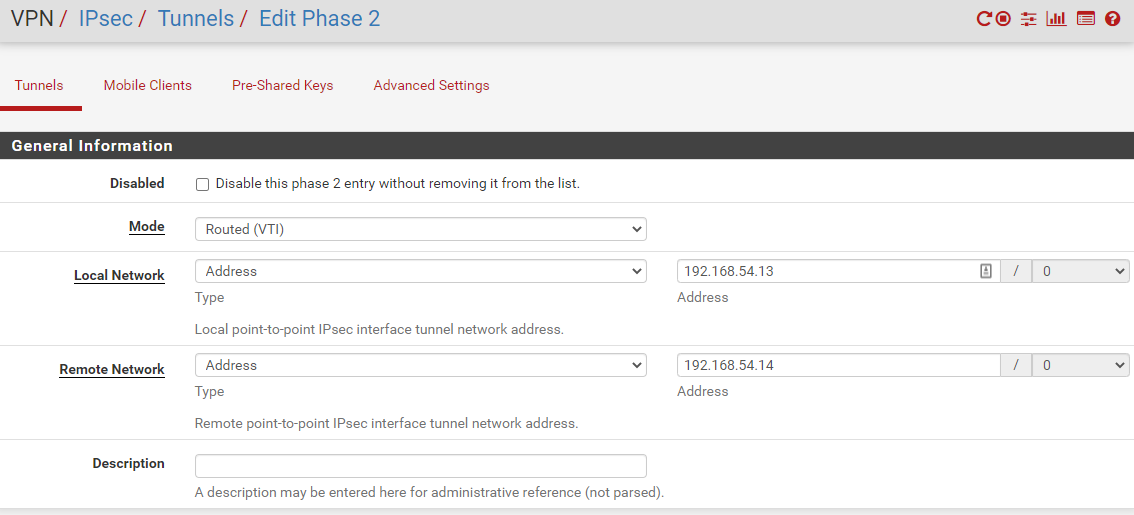 VPN / IPsec / Tunnels / Edit Phase 2
Tunnels Mobile Clients Pre-Shared Keys Advanced Settings
General Information
Disabled Disable this phase 2 entry without removing it from the list.
Mode Routed (VTI)
Local Network Address 192.168.54.13 / 0
Type Address
Local point-to-point IPsec interface tunnel network address.
Remote Network Address 192.168.54.14 / 0
Type Address
Remote point-to-point IPsec interface tunnel network address.
Description
A description may be entered here for administrative reference (not parsed).